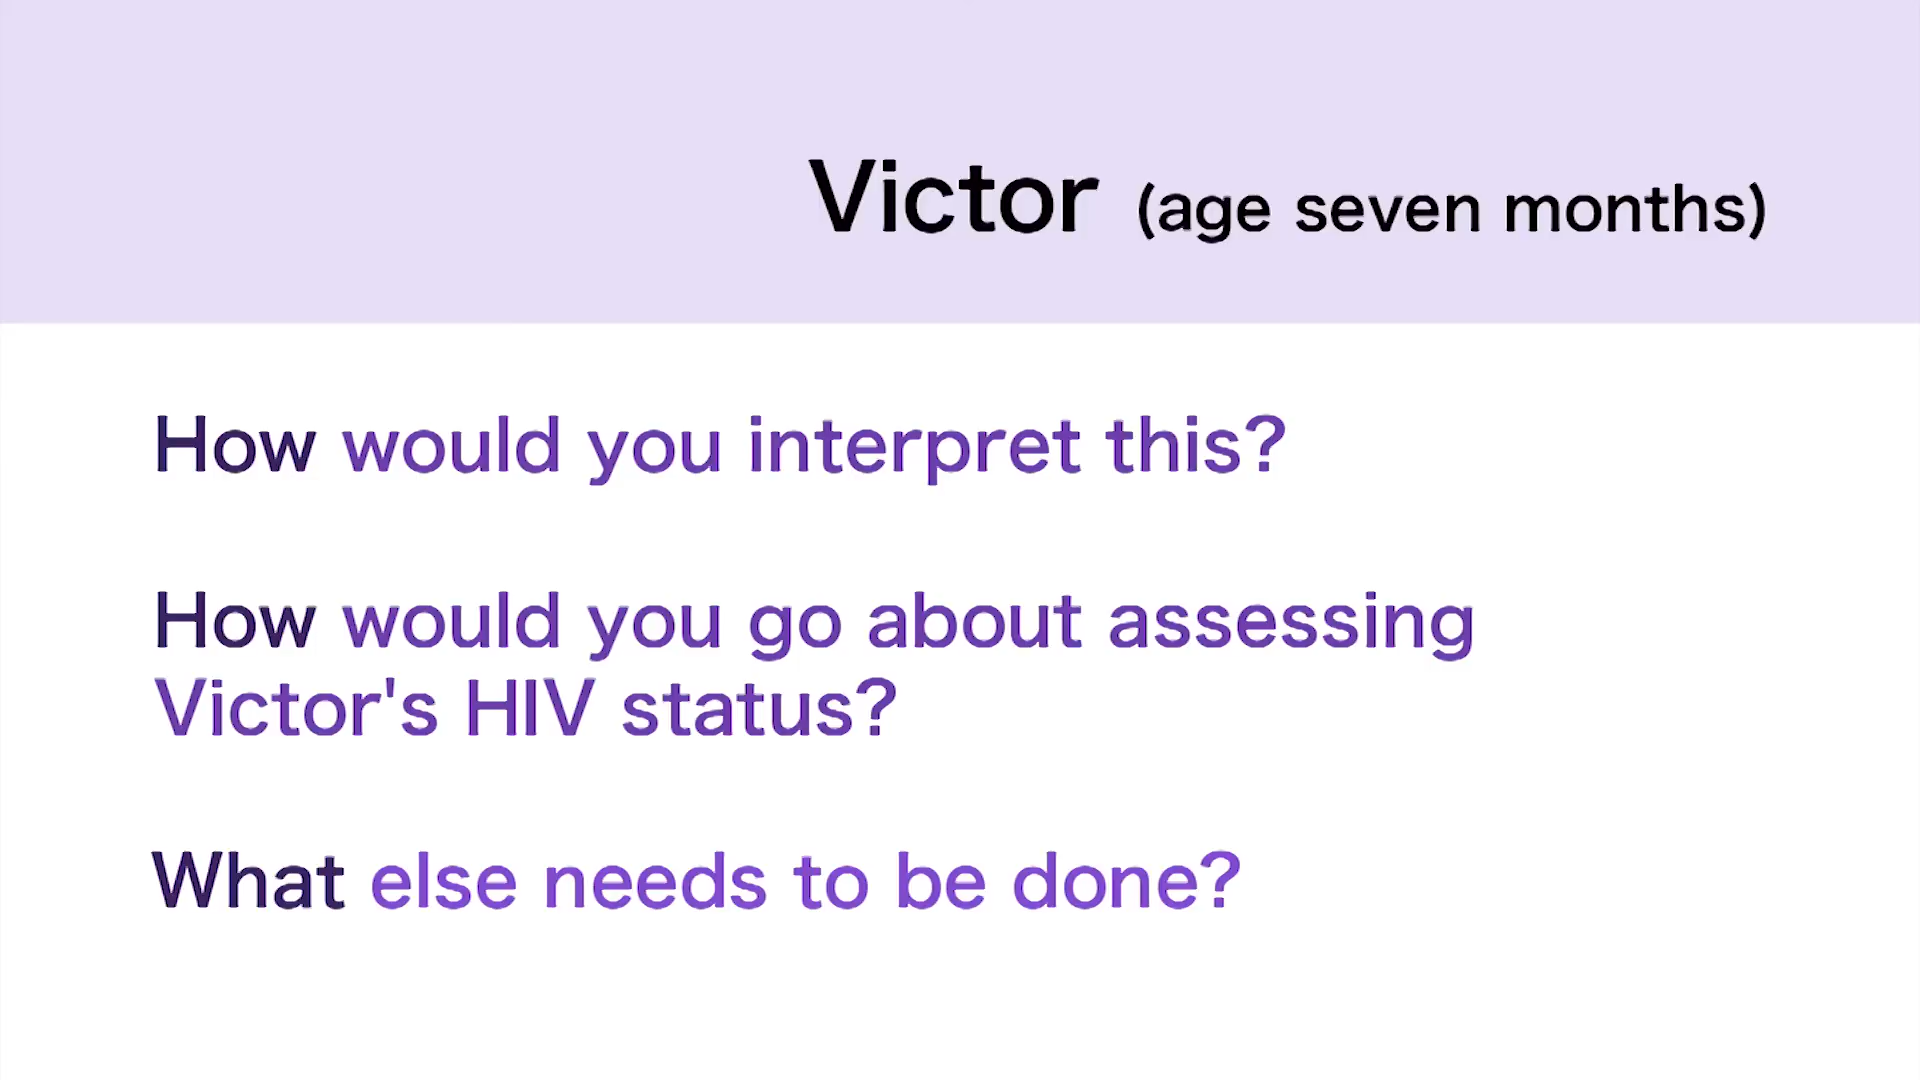 Victor (age seven months)
How would you interpret this?
How would you go about assessing
Victor's HIV status?
What else needs to be done?